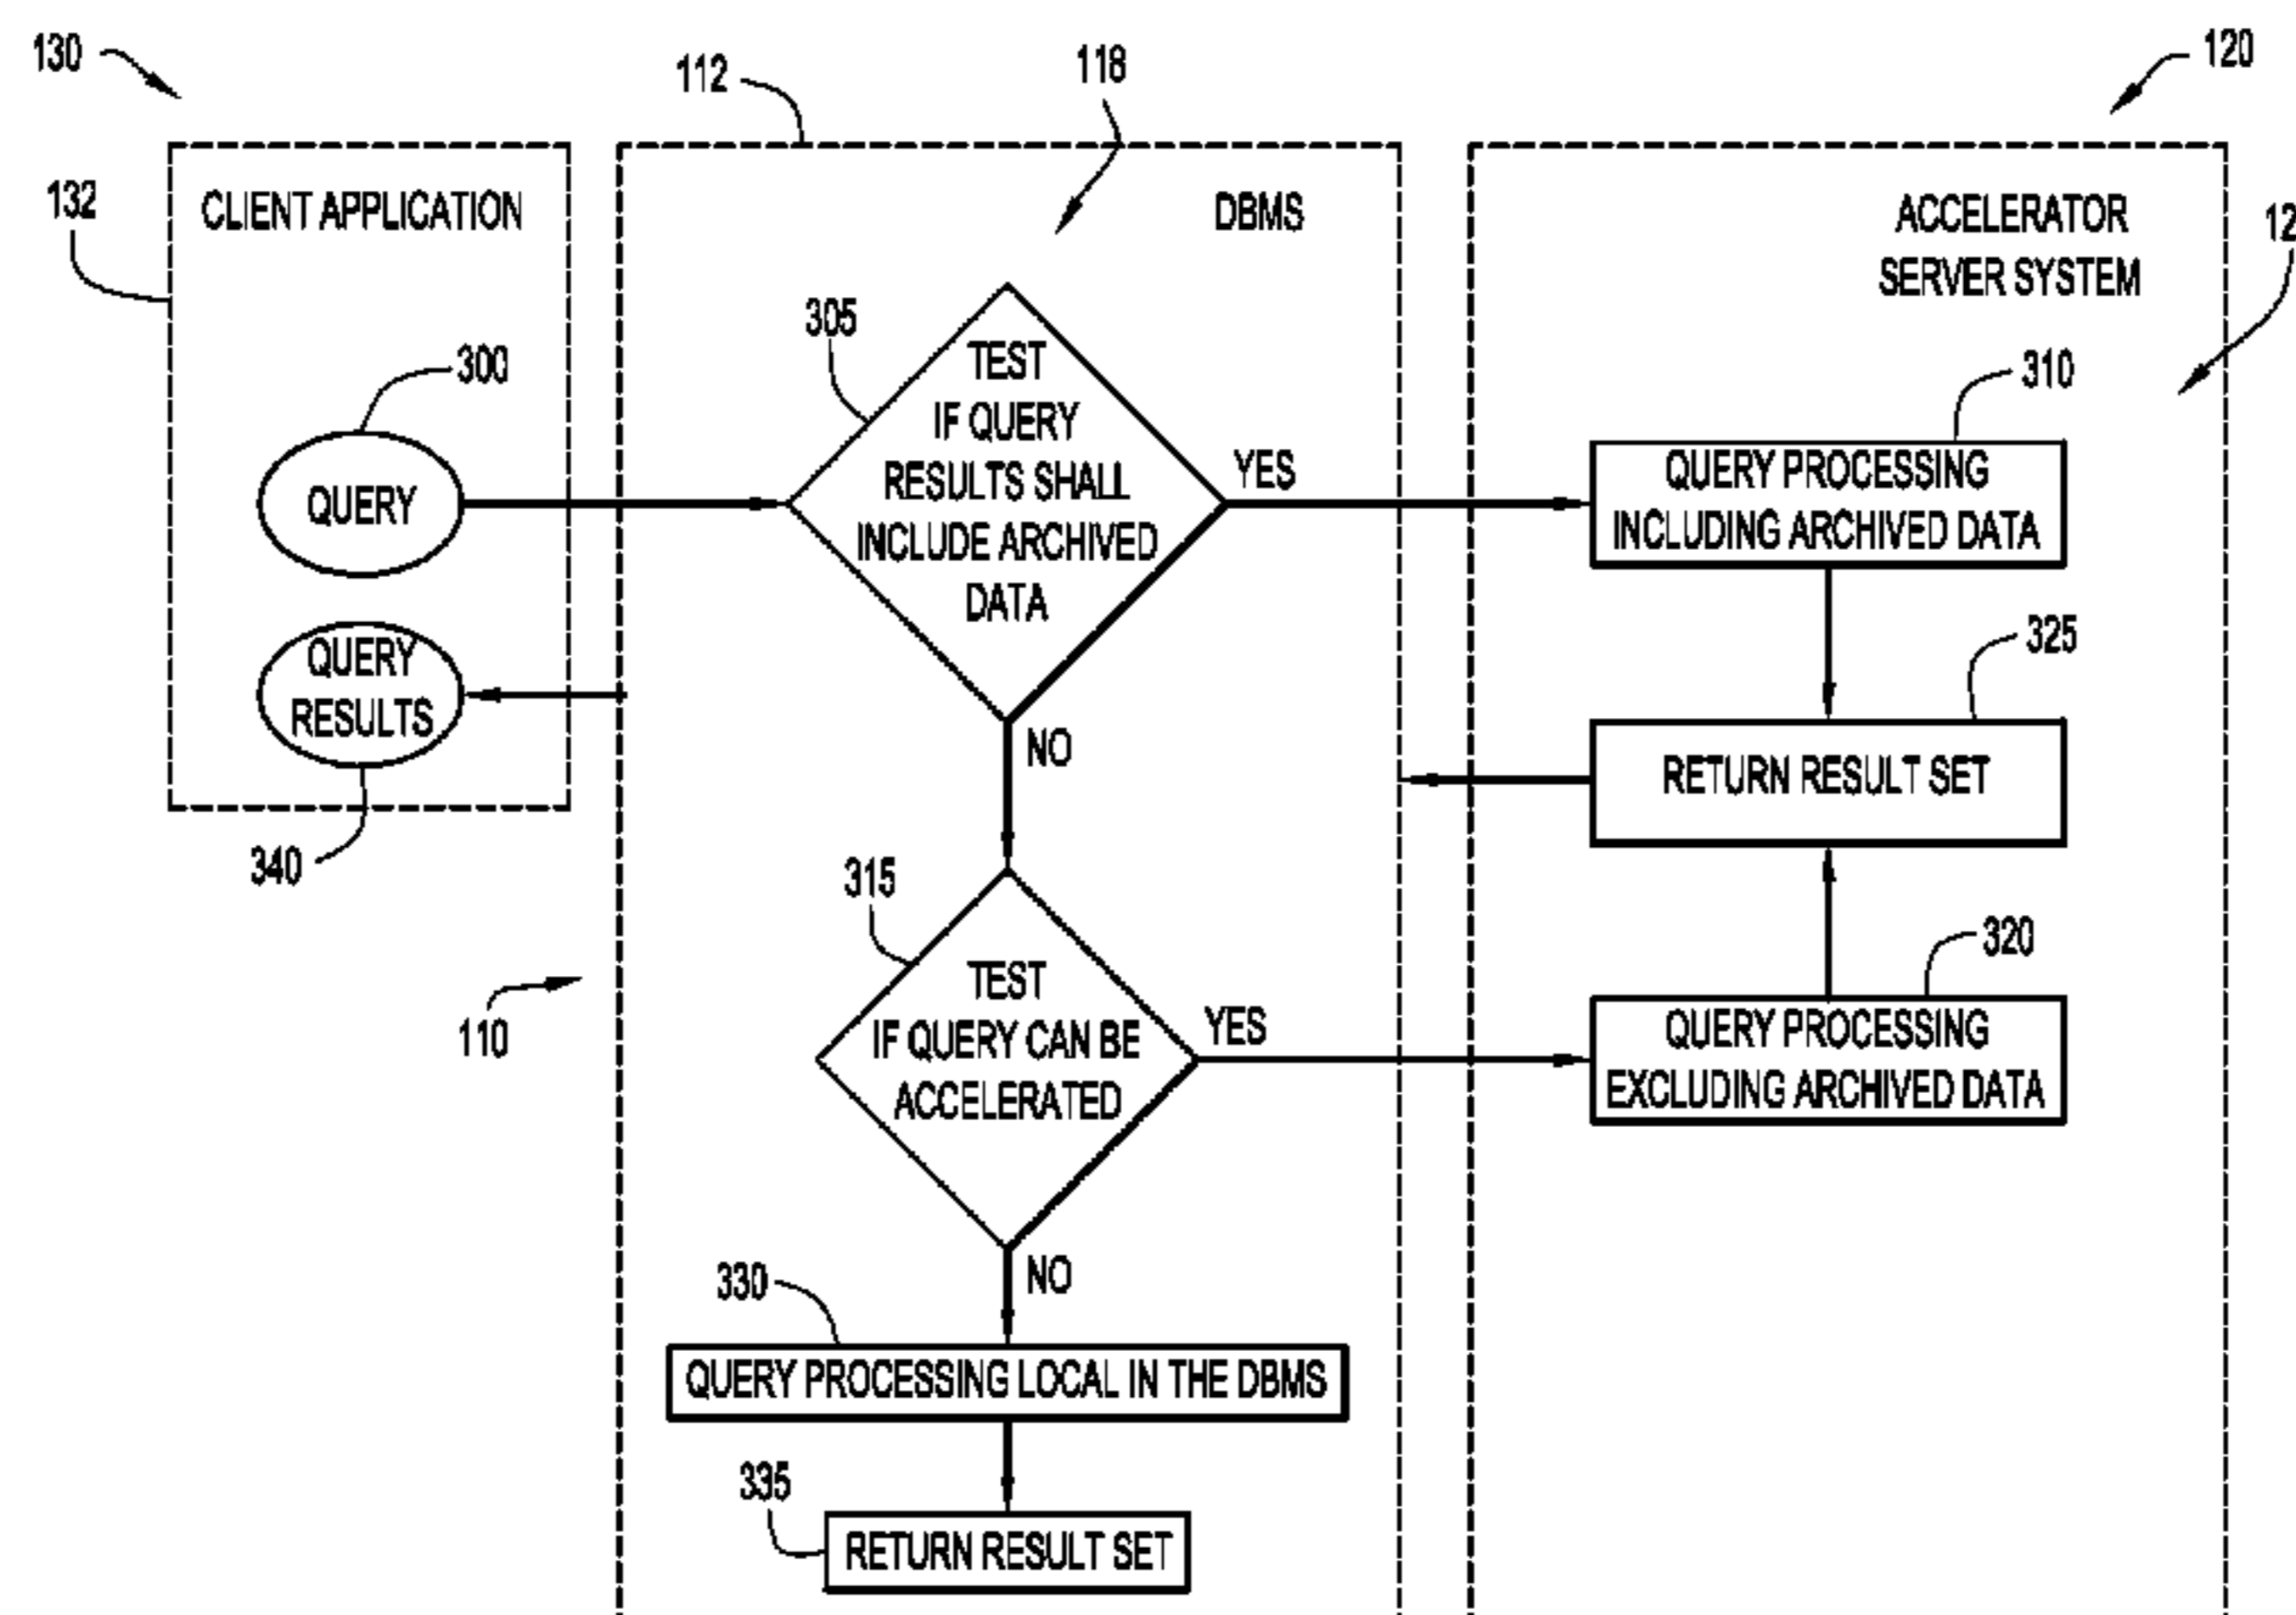 130
112
118
120
132
CLIENT APPLICATION
DBMS
ACCELERATOR
SERVER SYSTEM
12
300
305
310
QUERY
TEST
IF QUERY
RESULTS SHALL
INCLUDE ARCHIVED
DATA
YES
QUERY PROCESSING
INCLUDING ARCHIVED DATA
QUERY
RESULTS
340
NO
325
RETURN RESULT SET
315
TEST
IF QUERY CAN BE
ACCELERATED
YES
320
QUERY PROCESSING
EXCLUDING ARCHIVED DATA
110
NO
330
QUERY PROCESSING LOCAL IN THE DBMS
335
RETURN RESULT SET